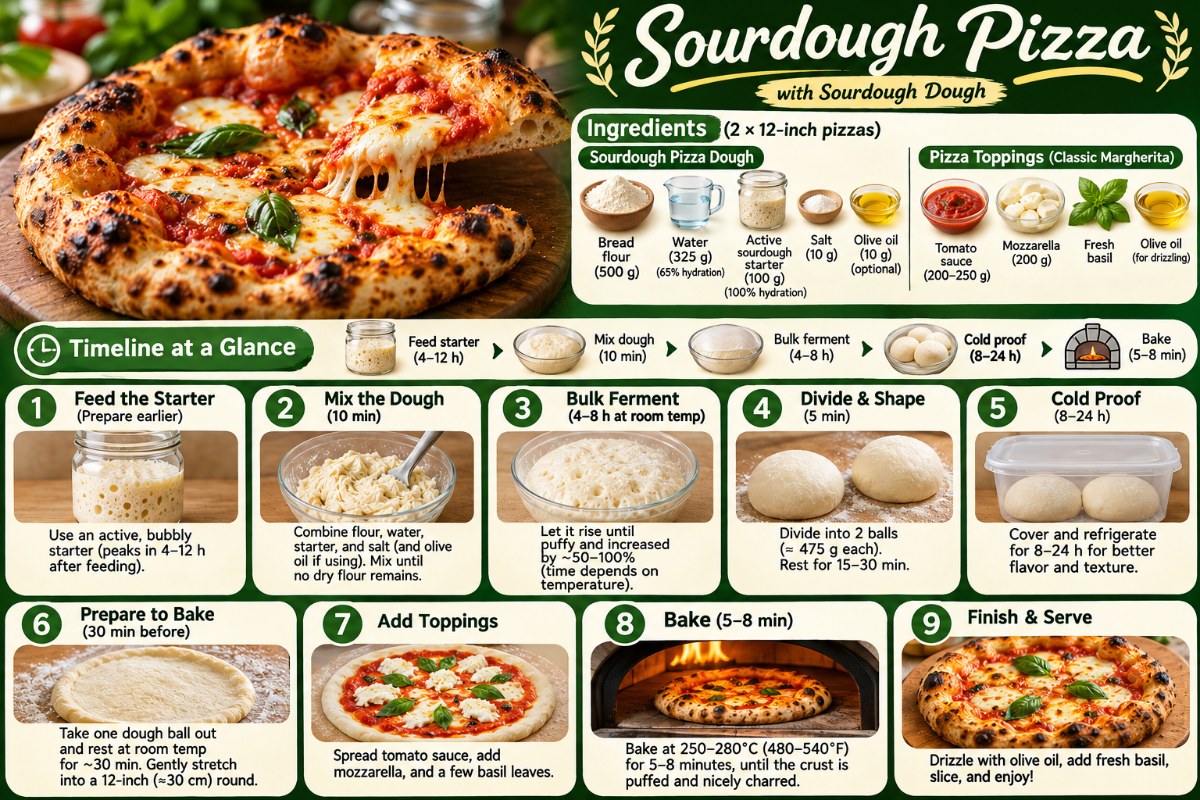 Sourdough Pizza
with Sourdough Dough
Ingredients (2 × 12-inch pizzas)
Sourdough Pizza Dough
Bread
flour
(500 g)
Water
(325 g)
(65% hydration)
Active
sourdough
starter
(100 g)
(100% hydration)
Salt
(10 g)
Olive oil
(10 g)
(optional)
Pizza Toppings (Classic Margherita)
Tomato
sauce
(200–250 g)
Mozzarella
(200 g)
Fresh
basil
Olive oil
(for drizzling)
Timeline at a Glance
Feed starter
(4–12 h)
Mix dough
(10 min)
Bulk ferment
(4–8 h)
Cold proof
(8–24 h)
Bake
(5–8 min)
1 Feed the Starter
(Prepare earlier)
Use an active, bubbly
starter (peaks in 4–12 h
after feeding).
2 Mix the Dough
(10 min)
Combine flour, water,
starter, and salt (and olive
oil if using). Mix until
no dry flour remains.
3 Bulk Ferment
(4–8 h at room temp)
Let it rise until
puffy and increased
by ~50–100%
(time depends on
temperature).
4 Divide & Shape
(5 min)
Divide into 2 balls
(≈ 475 g each).
Rest for 15–30 min.
5 Cold Proof
(8–24 h)
Cover and refrigerate
for 8–24 h for better
flavor and texture.
6 Prepare to Bake
(30 min before)
Take one dough ball out
and rest at room temp
for ~30 min. Gently stretch
into a 12-inch (≈30 cm) round.
7 Add Toppings
Spread tomato sauce, add
mozzarella, and a few basil leaves.
8 Bake (5–8 min)
Bake at 250–280°C (480–540°F)
for 5–8 minutes, until the crust is
puffed and nicely charred.
9 Finish & Serve
Drizzle with olive oil, add fresh basil,
slice, and enjoy!